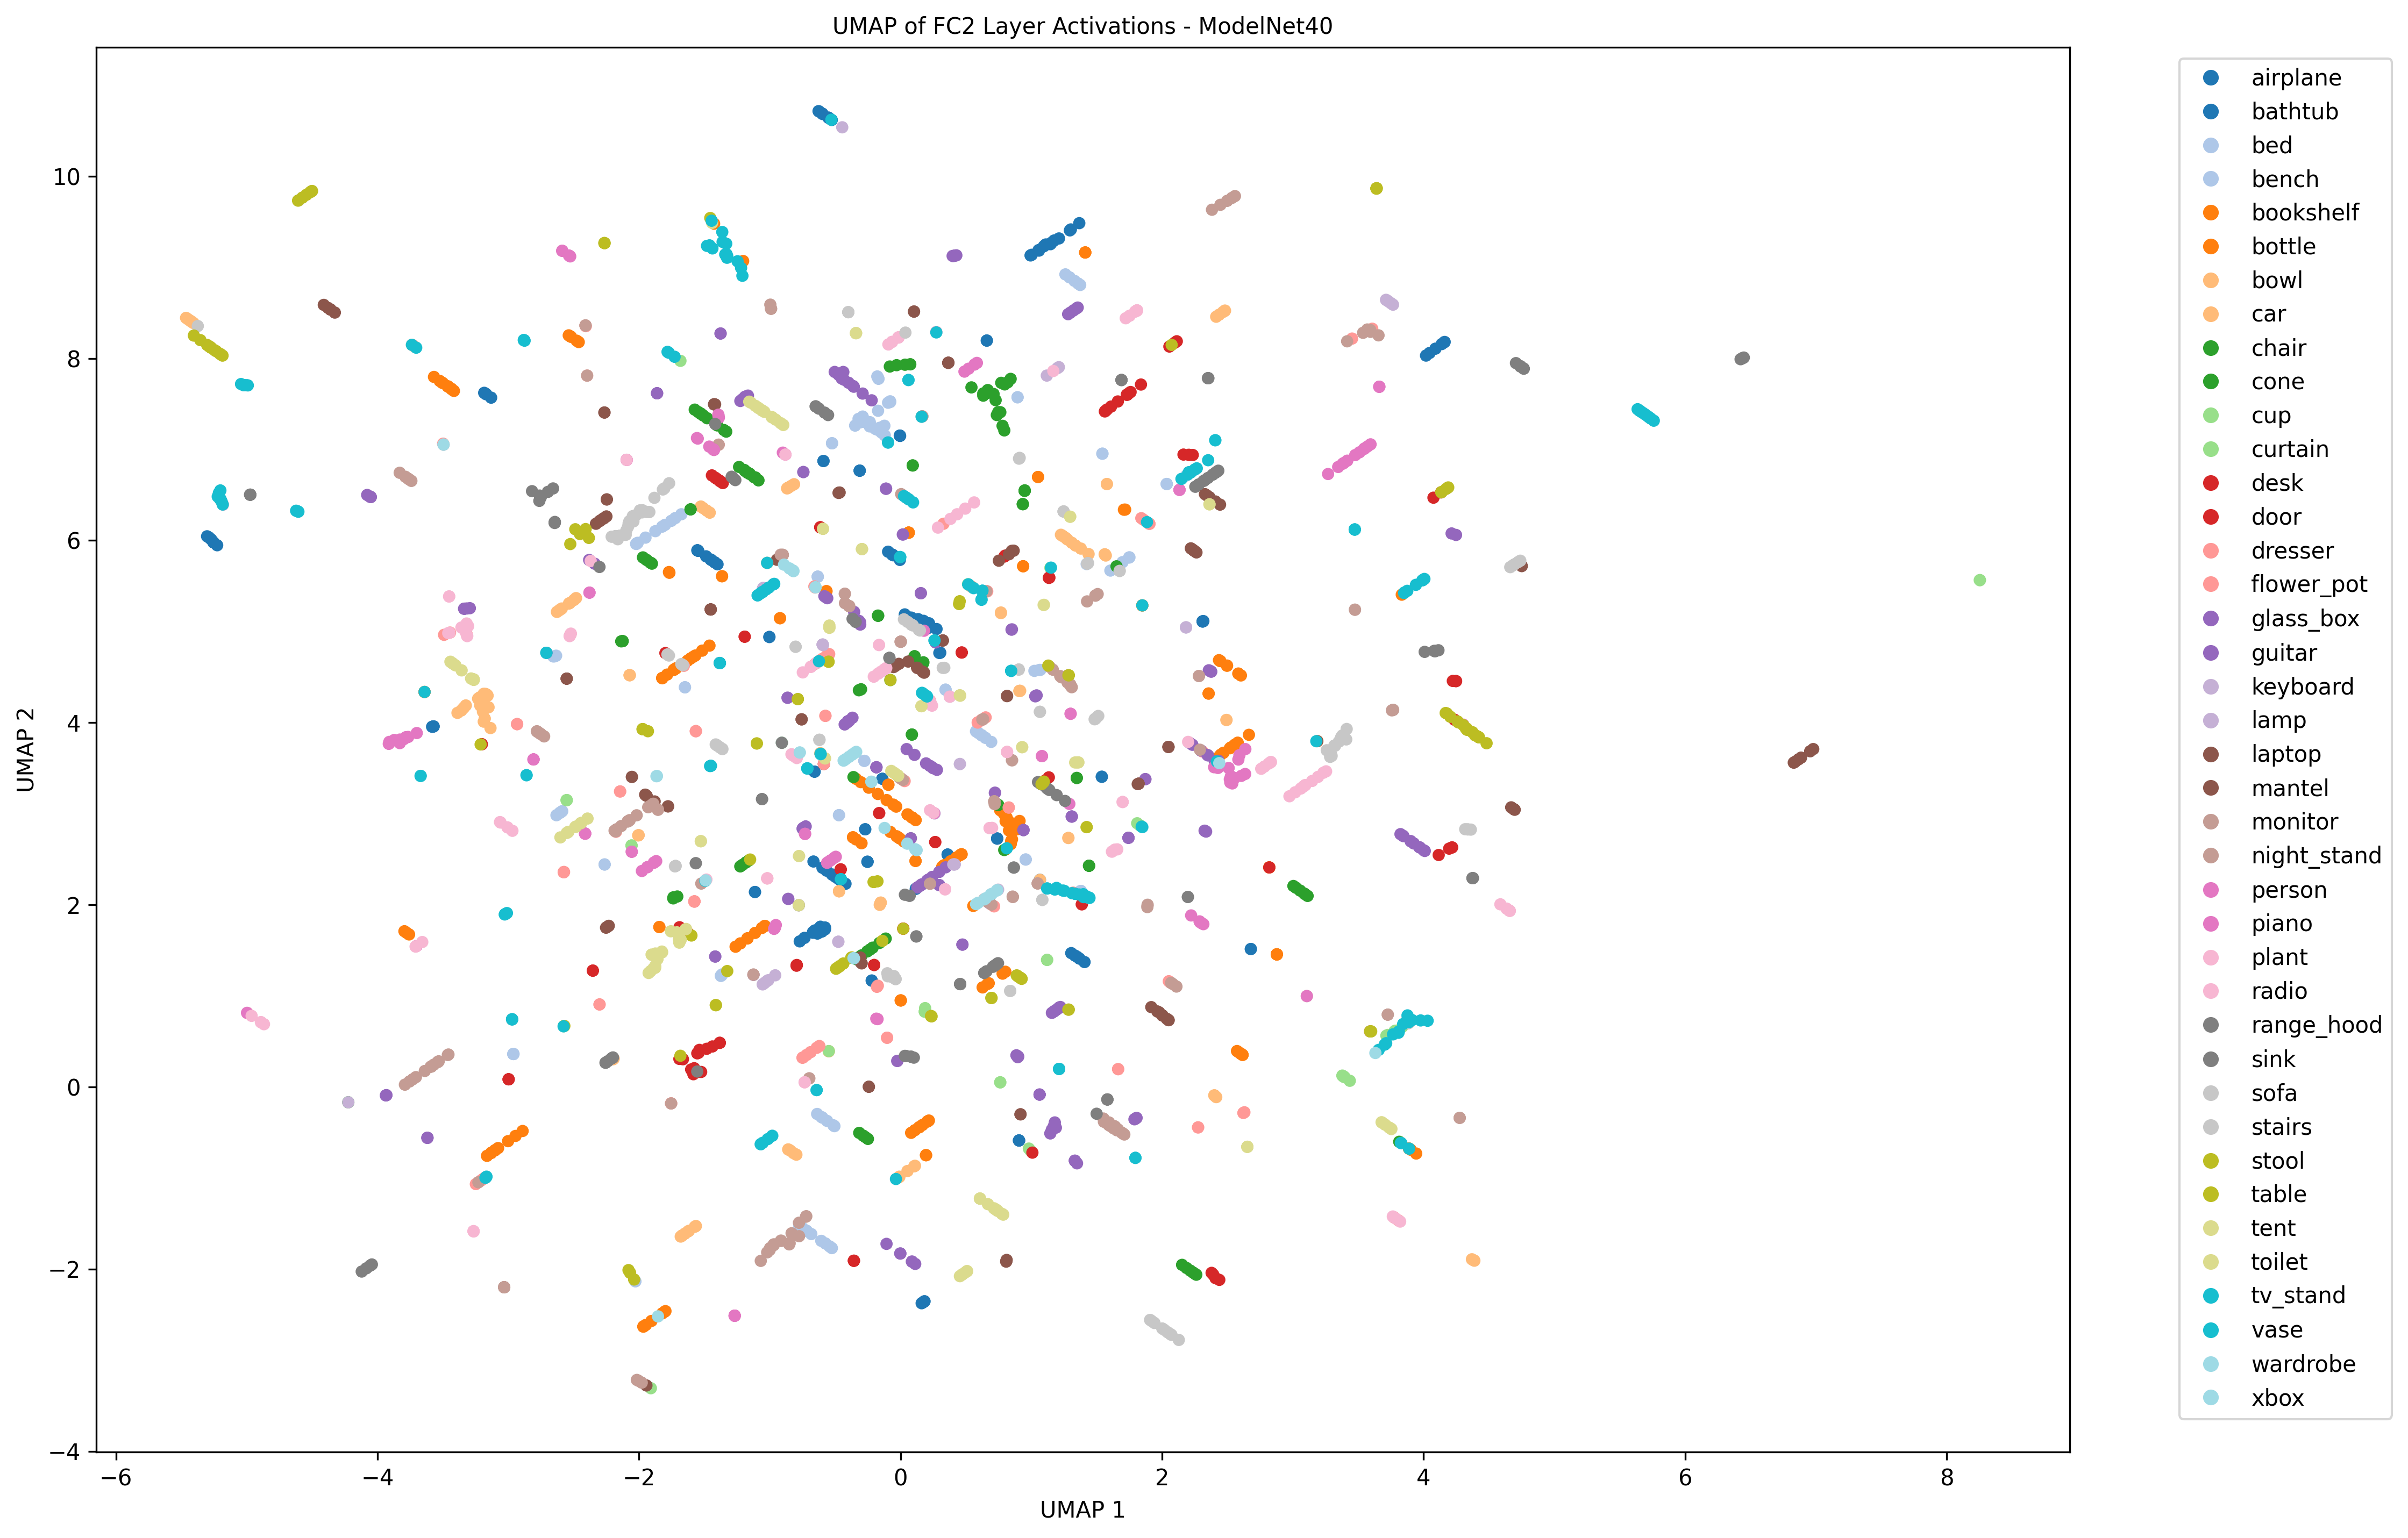 UMAP of FC2 Layer Activations - ModelNet40
10
8
6
4
2
0
−2
−4
UMAP 2
−6
−4
−2
0
2
4
6
8
UMAP 1
airplane
bathtub
bed
bench
bookshelf
bottle
bowl
car
chair
cone
cup
curtain
desk
door
dresser
flower_pot
glass_box
guitar
keyboard
lamp
laptop
mantel
monitor
night_stand
person
piano
plant
radio
range_hood
sink
sofa
stairs
stool
table
tent
toilet
tv_stand
vase
wardrobe
xbox